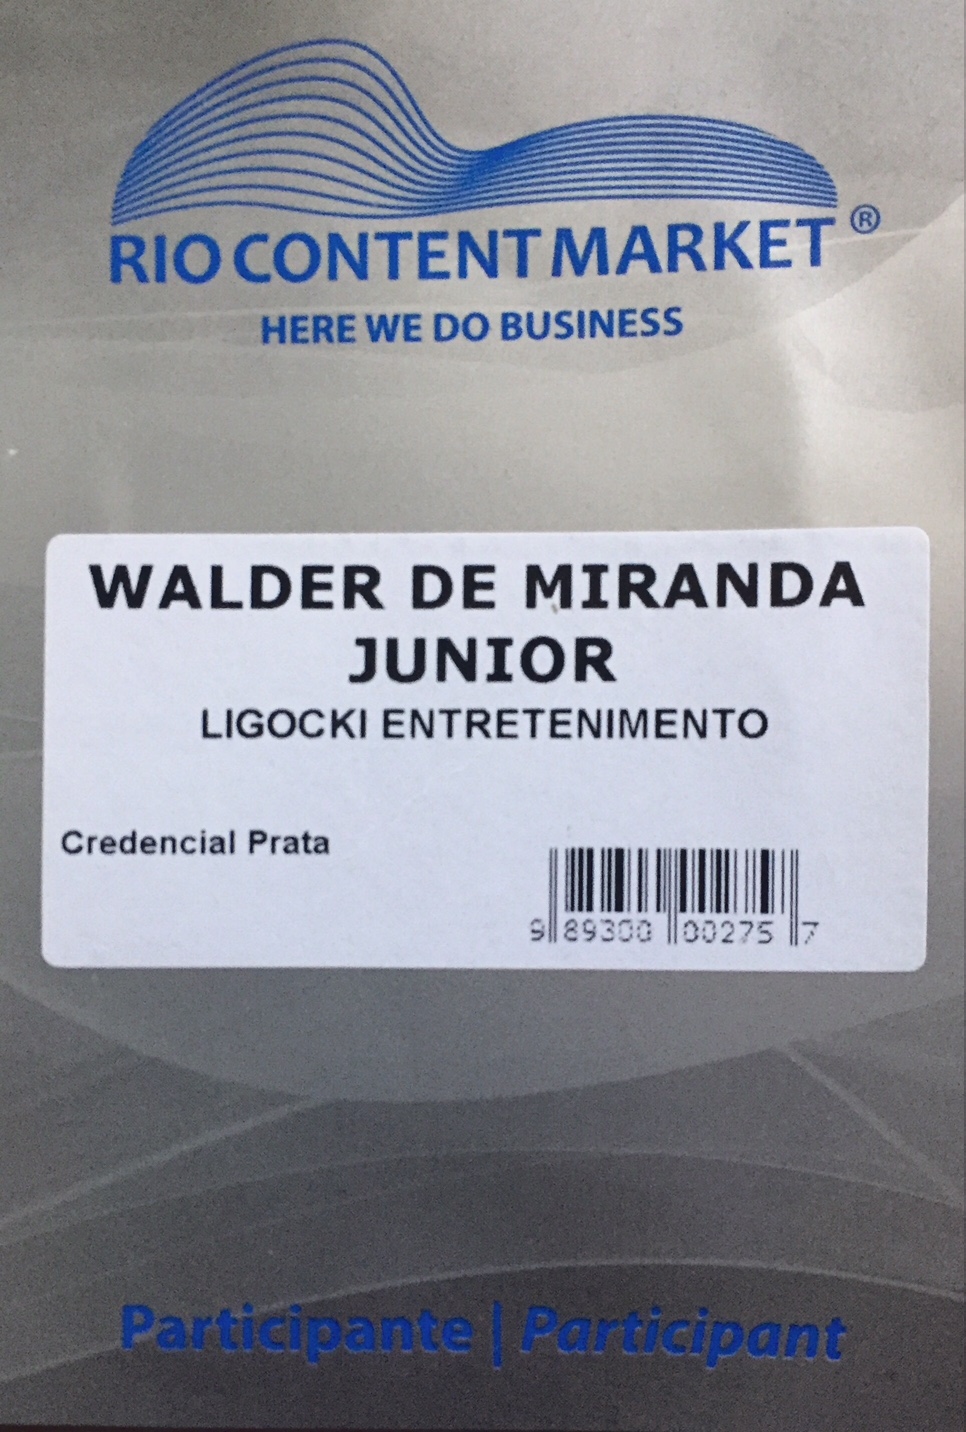 RIO CONTENT MARKET ®
HERE WE DO BUSINESS
WALDER DE MIRANDA
JUNIOR
LIGOCKI ENTRETENIMENTO
Credencial Prata
9 89300 00275 7
Participante | Participant